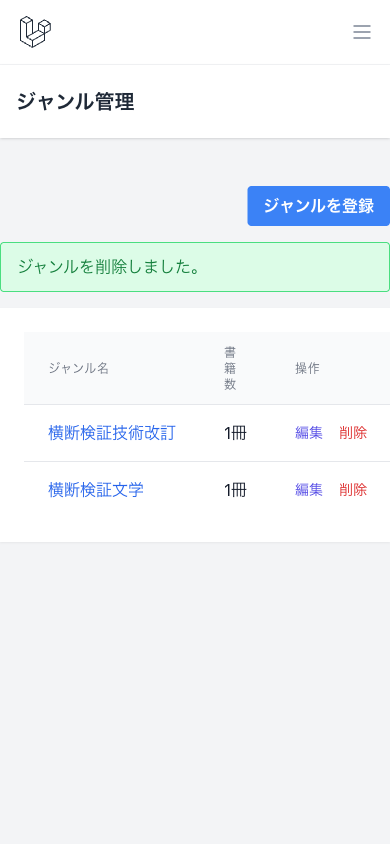 ジャンル管理
ジャンルを登録
ジャンルを削除しました。
ジャンル名 書籍数 操作
横断検証技術改訂 1冊 編集 削除
横断検証文学 1冊 編集 削除